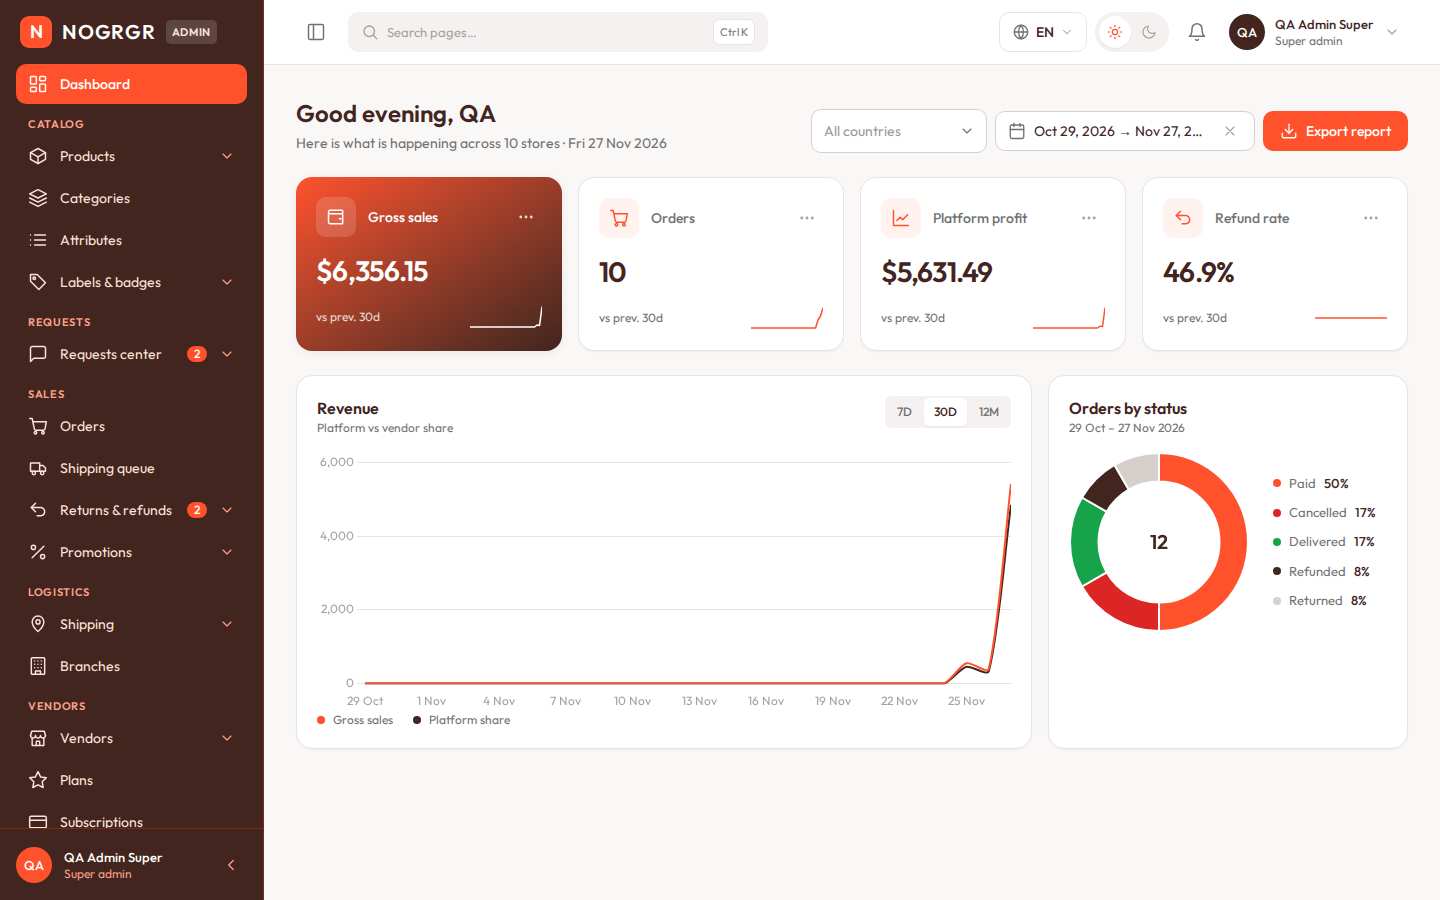 N NOGRGR ADMIN
Dashboard
CATALOG
Products
Categories
Attributes
Labels & badges
REQUESTS
Requests center 2
SALES
Orders
Shipping queue
Returns & refunds 2
Promotions
LOGISTICS
Shipping
Branches
VENDORS
Vendors
Plans
Subscriptions
QA QA Admin Super
Super admin
Search pages... Ctrl K
EN
QA QA Admin Super
Super admin
Good evening, QA
Here is what is happening across 10 stores · Fri 27 Nov 2026
All countries
Oct 29, 2026 → Nov 27, 2...
Export report
Gross sales
$6,356.15
vs prev. 30d
Orders
10
vs prev. 30d
Platform profit
$5,631.49
vs prev. 30d
Refund rate
46.9%
vs prev. 30d
Revenue
Platform vs vendor share
7D 30D 12M
6,000
4,000
2,000
0
29 Oct 1 Nov 4 Nov 7 Nov 10 Nov 13 Nov 16 Nov 19 Nov 22 Nov 25 Nov
Gross sales Platform share
Orders by status
29 Oct – 27 Nov 2026
12
Paid 50%
Cancelled 17%
Delivered 17%
Refunded 8%
Returned 8%